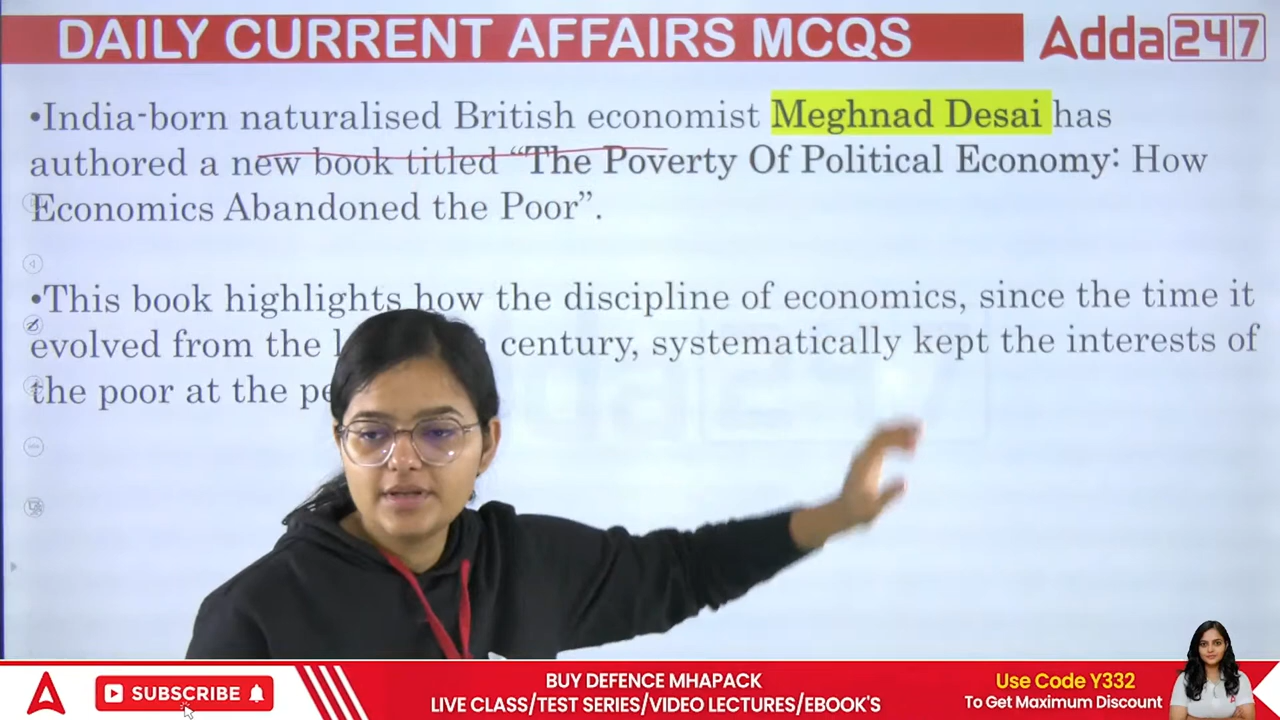 DAILY CURRENT AFFAIRS MCQS
Adda 247
•India-born naturalised British economist Meghnad Desai has
authored a new book titled “The Poverty Of Political Economy: How
Economics Abandoned the Poor”.
•This book highlights how the discipline of economics, since the time it
evolved from the century, systematically kept the interests of
the poor at the
SUBSCRIBE
BUY DEFENCE MHAPACK
LIVE CLASS/TEST SERIES/VIDEO LECTURES/EBOOK'S
Use Code Y332
To Get Maximum Discount